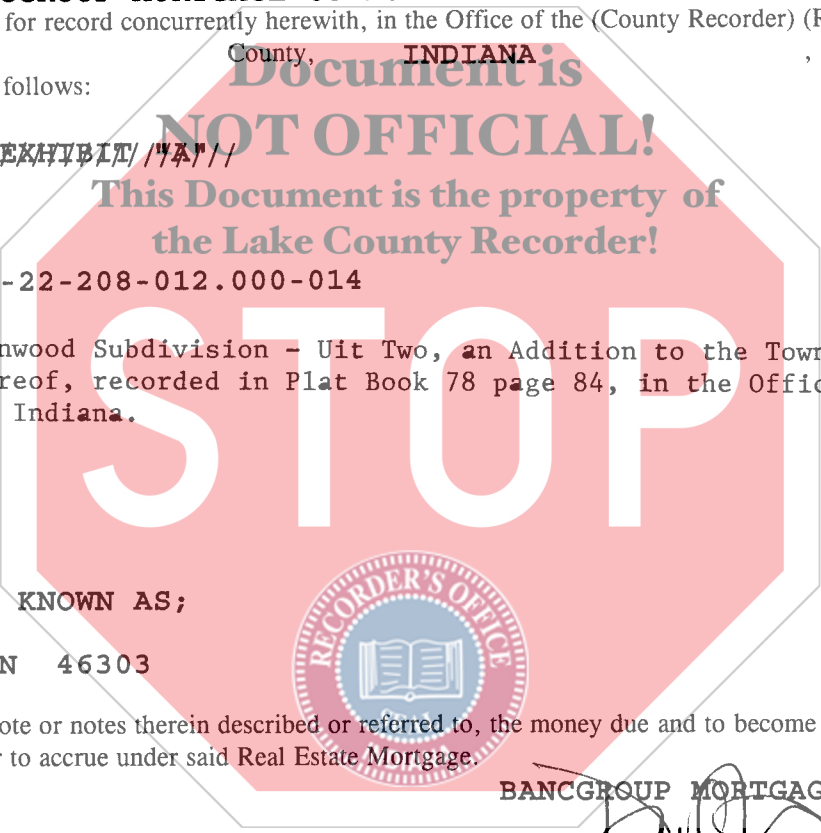 for record concurrently herewith, in the Office of the (County Recorder) (R
County, INDIANA ,
follows:
EXHIBIT "A"
Document is
NOT OFFICIAL!
This Document is the property of
the Lake County Recorder!
-22-208-012.000-014
nwood Subdivision - Uit Two, an Addition to the Town
reof, recorded in Plat Book 78 page 84, in the Offic
Indiana.
STOP
KNOWN AS;
N 46303
RECORDER'S OFFICE
ote or notes therein described or referred to, the money due and to become
r to accrue under said Real Estate Mortgage.
BANCGROUP MORTGAG